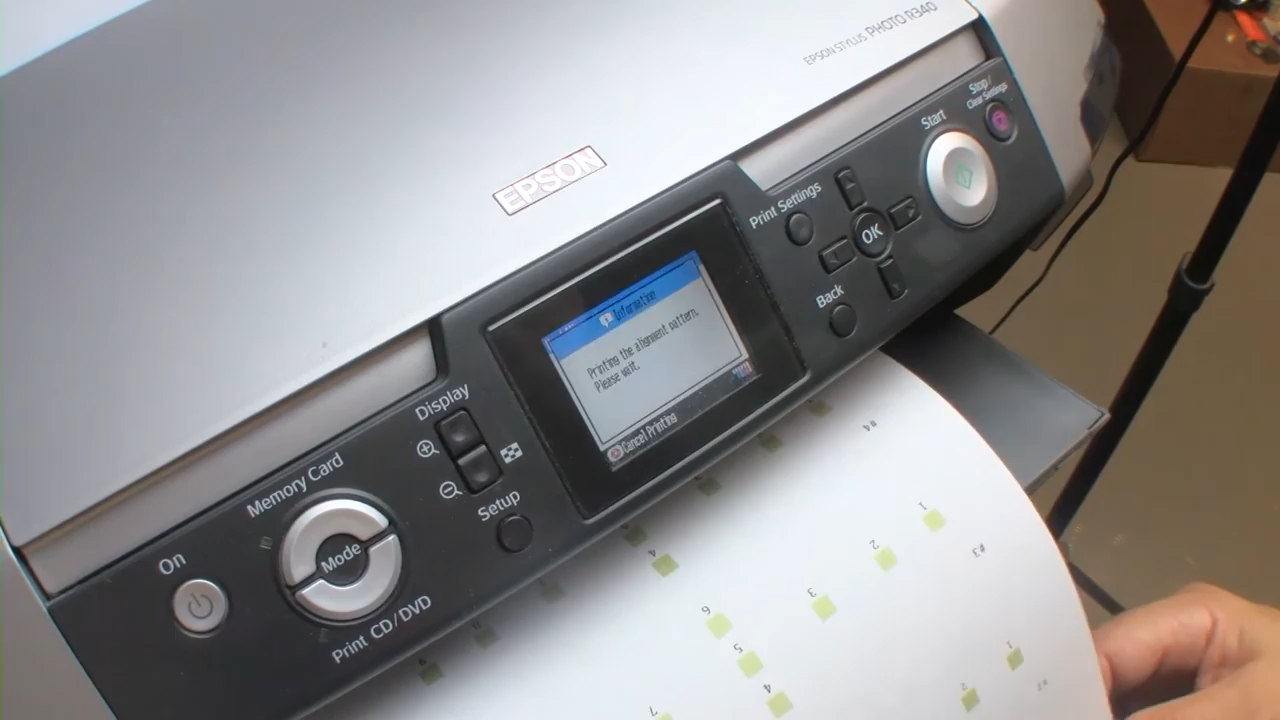 EPSON STYLUS PHOTO R340
EPSON
Stop/
Clear Settings
Start
Print Settings
OK
Back
Information
Printing the alignment pattern.
Please wait.
Cancel Printing
Display
Setup
Memory Card
Mode
Print CD/DVD
On
#4
1
2
#3
3
4
6
5
4
7
1
2
#2